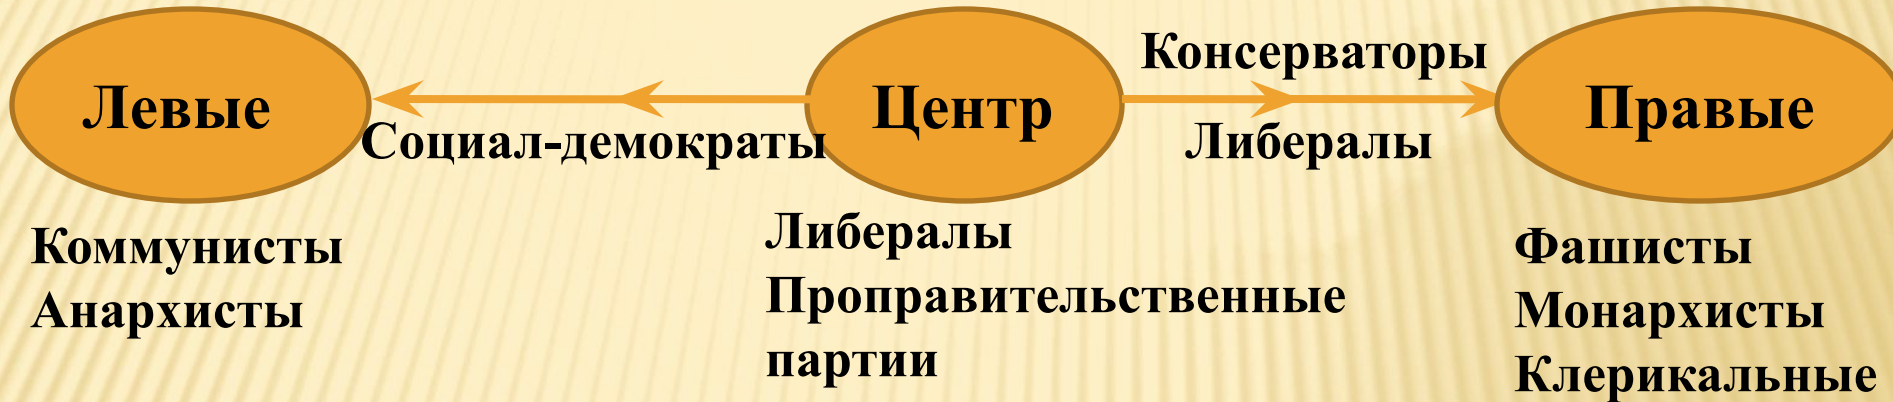 Консерваторы
Левые
Центр
Правые
Социал-демократы
Либералы
Коммунисты
Анархисты
Либералы
Проправительственные
партии
Фашисты
Монархисты
Клерикальные